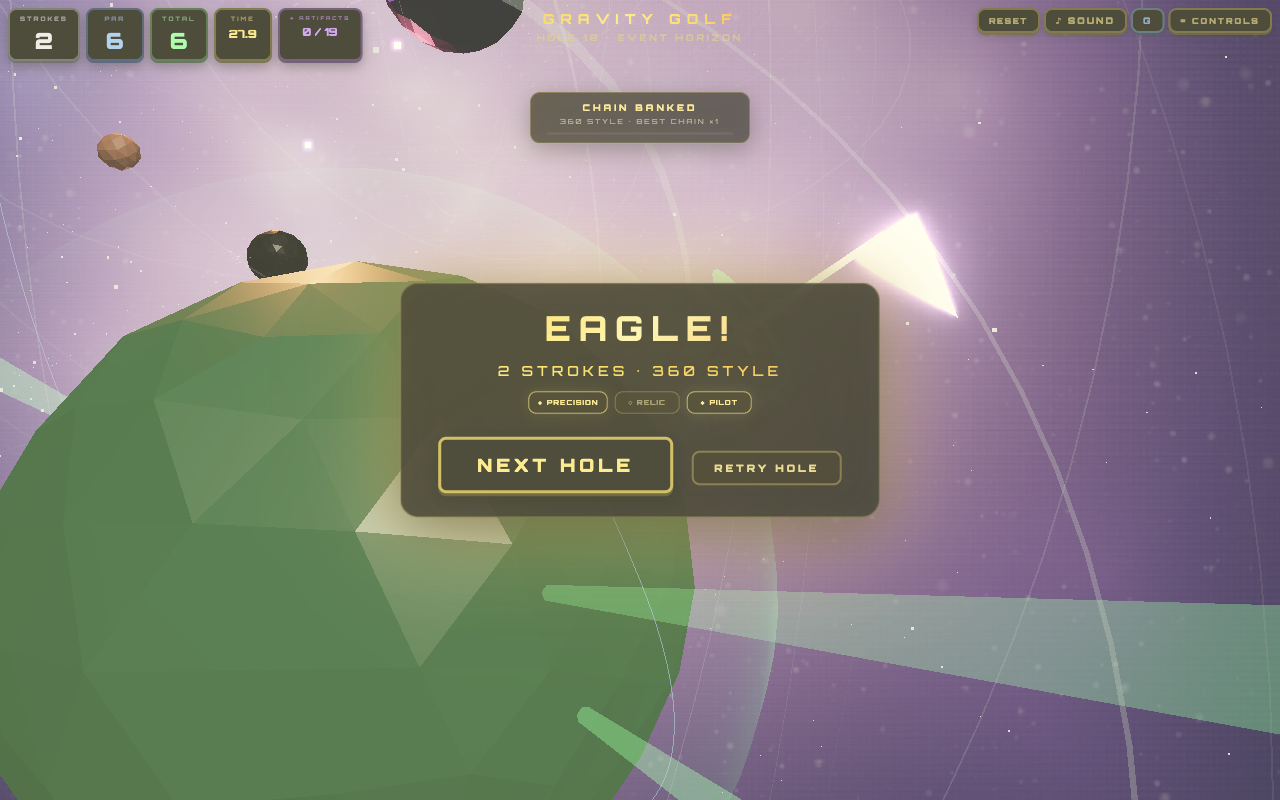 STROKES
2
PAR
6
TOTAL
6
TIME
27.9
ARTIFACTS
0 / 19
GRAVITY GOLF
HOLE 18 · EVENT HORIZON
RESET
♪ SOUND
G
CONTROLS
CHAIN BANKED
360 STYLE · BEST CHAIN ×1
EAGLE!
2 STROKES · 360 STYLE
◆ PRECISION
◇ RELIC
◆ PILOT
NEXT HOLE
RETRY HOLE